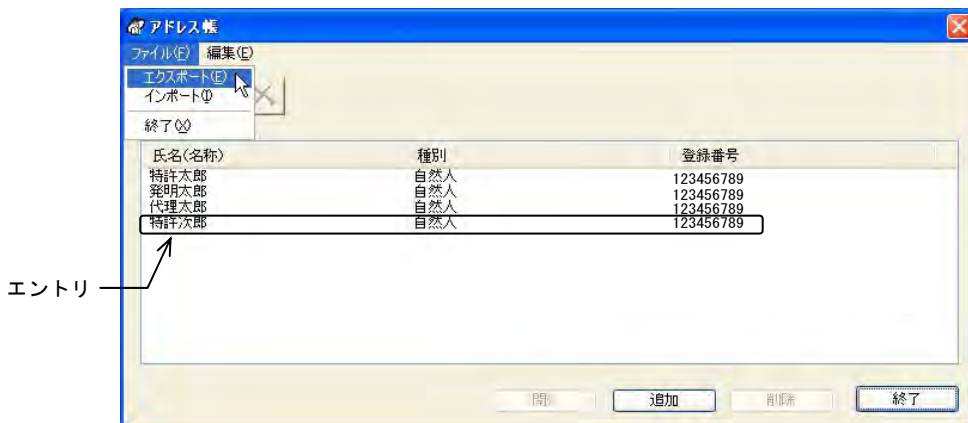 アドレス帳
ファイル(F) 編集(E)
エクスポート(E)
インポート(I)
終了(X)
氏名(名称) 種別 登録番号
特許太郎 自然人 123456789
発明太郎 自然人 123456789
代理太郎 自然人 123456789
特許次郎 自然人 123456789
エントリ
開く 追加 削除 終了